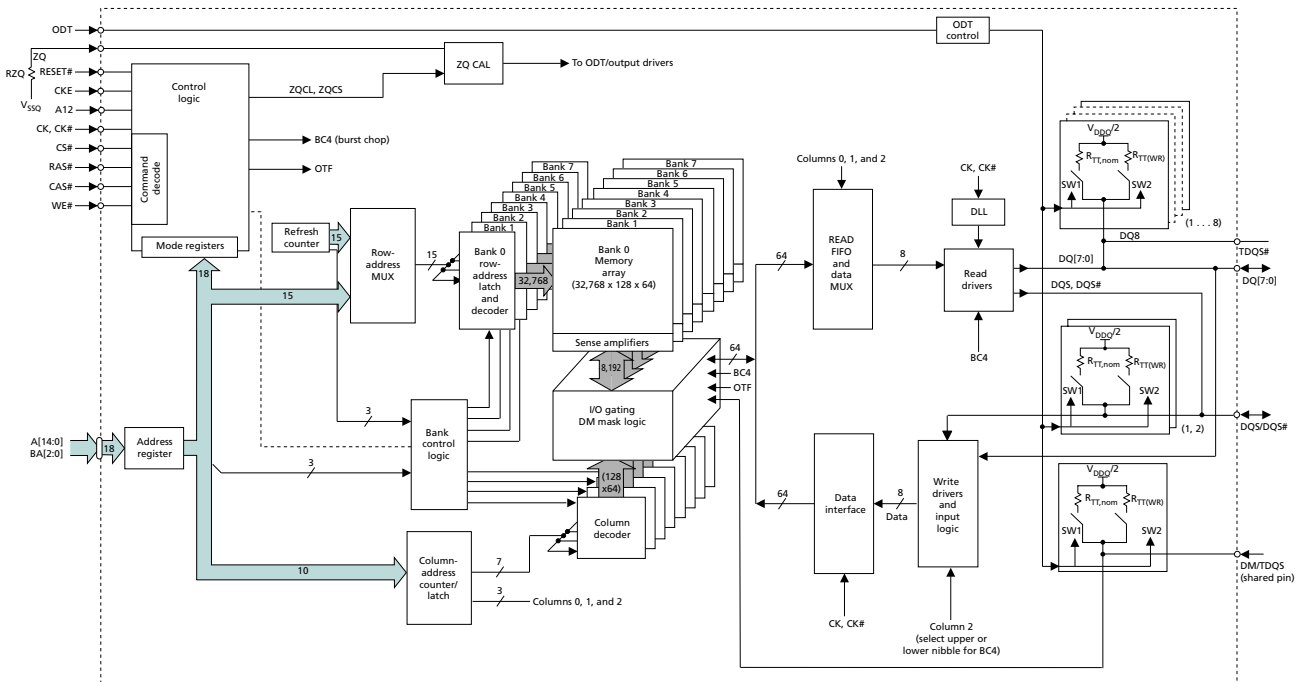 ODT
ODT
control
ZQ
RZQ
RESET#
CKE
VSSQ
A12
CK, CK#
CS#
RAS#
CAS#
WE#
Control
logic
Command
decode
Mode registers
ZQ CAL
To ODT/output drivers
ZQCL, ZQCS
BC4 (burst chop)
OTF
Refresh
counter
15
Row-
address
MUX
15
18
15
Bank 7
Bank 6
Bank 5
Bank 4
Bank 3
Bank 2
Bank 1
Bank 0
row-
address
latch
and
decoder
32,768
Bank 7
Bank 6
Bank 5
Bank 4
Bank 3
Bank 2
Bank 1
Bank 0
Memory
array
(32,768 x 128 x 64)
Sense amplifiers
8,192
I/O gating
DM mask logic
64
BC4
OTF
(128
x64)
Column
decoder
A[14:0]
BA[2:0]
18
Address
register
3
3
Bank
control
logic
10
Column-
address
counter/
latch
7
3
Columns 0, 1, and 2
Columns 0, 1, and 2
64
READ
FIFO
and
data
MUX
8
CK, CK#
DLL
Read
drivers
BC4
DQ[7:0]
DQS, DQS#
DQ8
64
Data
interface
CK, CK#
8
Data
Write
drivers
and
input
logic
Column 2
(select upper or
lower nibble for BC4)
VDDQ/2
RTT,nom
RTT(WR)
SW1
SW2
(1 . . . 8)
TDQS#
DQ[7:0]
VDDQ/2
RTT,nom
RTT(WR)
SW1
SW2
(1, 2)
DQS/DQS#
VDDQ/2
RTT,nom
RTT(WR)
SW1
SW2
DM/TDQS
(shared pin)